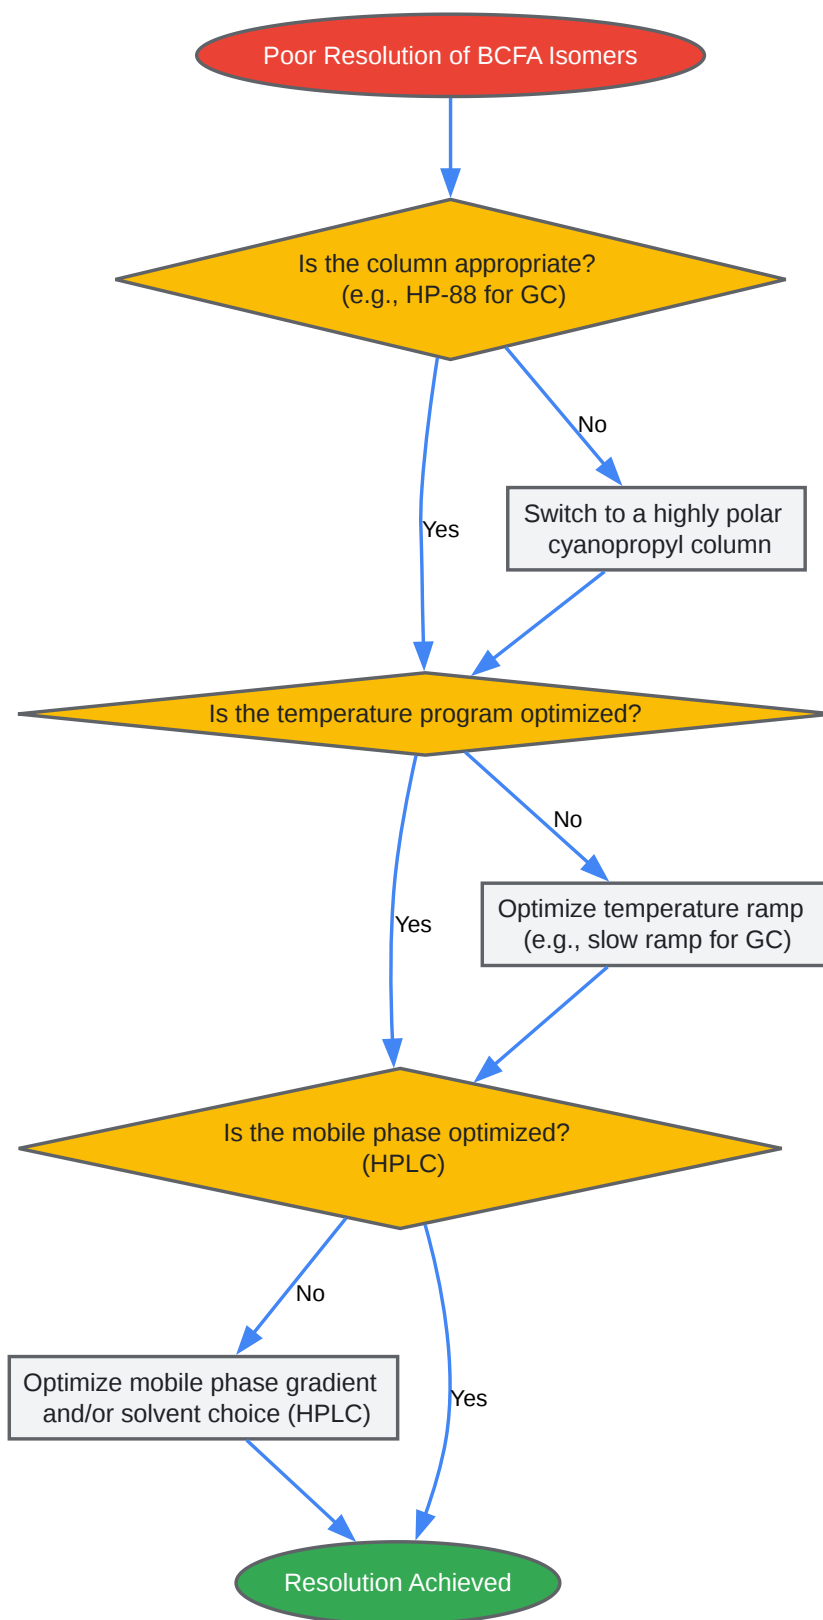 Poor Resolution of BCFA Isomers
Is the column appropriate?
(e.g., HP-88 for GC)
No
Switch to a highly polar
cyanopropyl column
Yes
Is the temperature program optimized?
No
Optimize temperature ramp
(e.g., slow ramp for GC)
Yes
Is the mobile phase optimized?
(HPLC)
No
Optimize mobile phase gradient
and/or solvent choice (HPLC)
Yes
Resolution Achieved